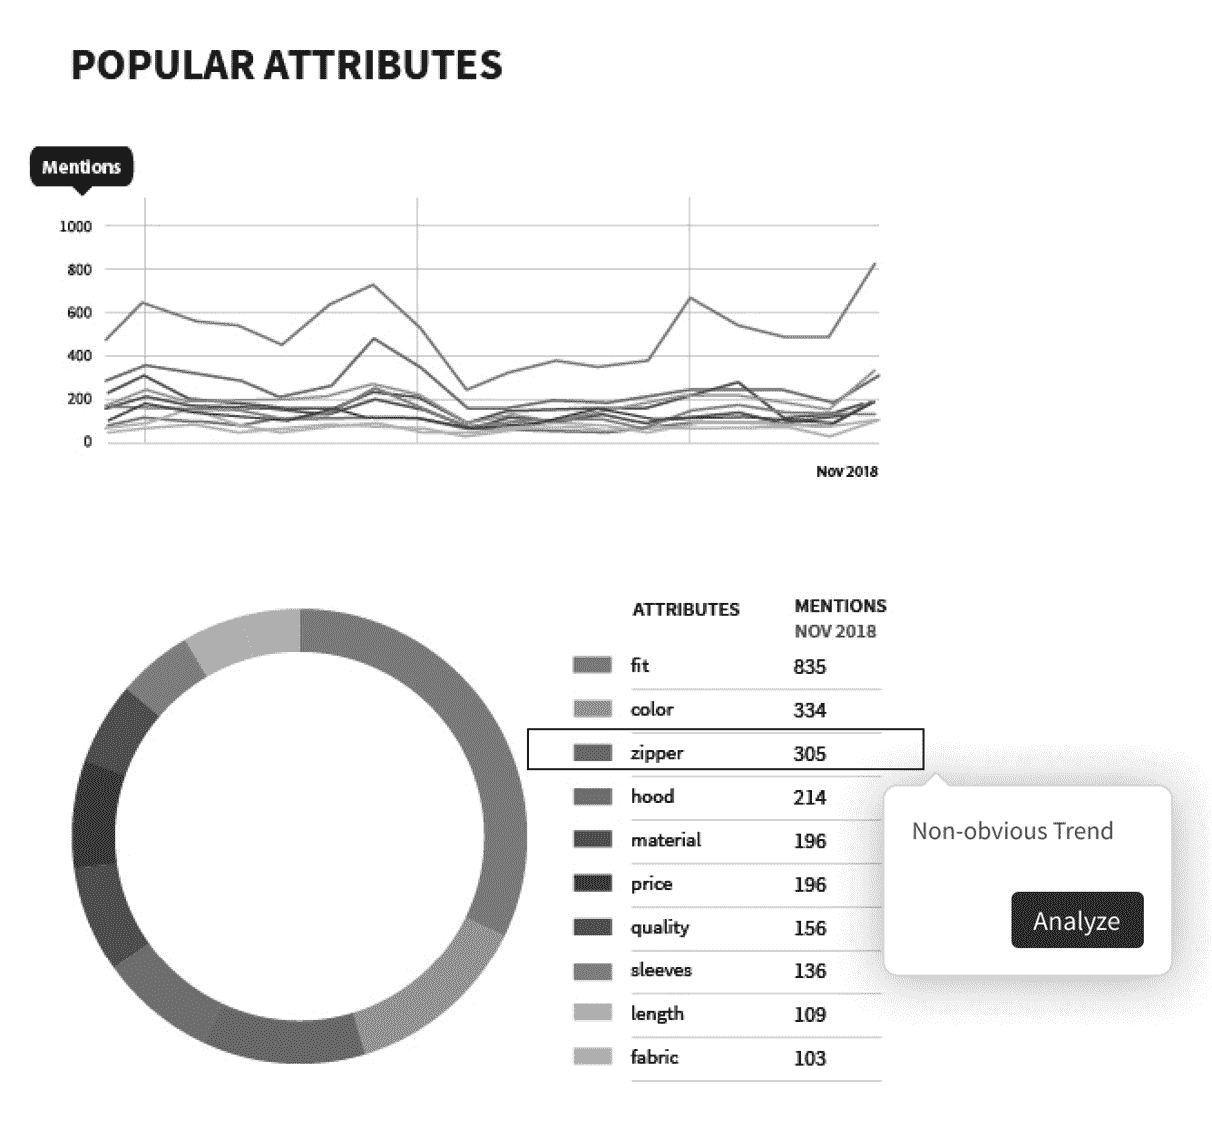 POPULAR ATTRIBUTES
Mentions
1000
800
600
400
200
0
Nov 2018
ATTRIBUTES MENTIONS
NOV 2018
fit 835
color 334
zipper 305
hood 214
material 196
price 196
quality 156
sleeves 136
length 109
fabric 103
Non-obvious Trend
Analyze